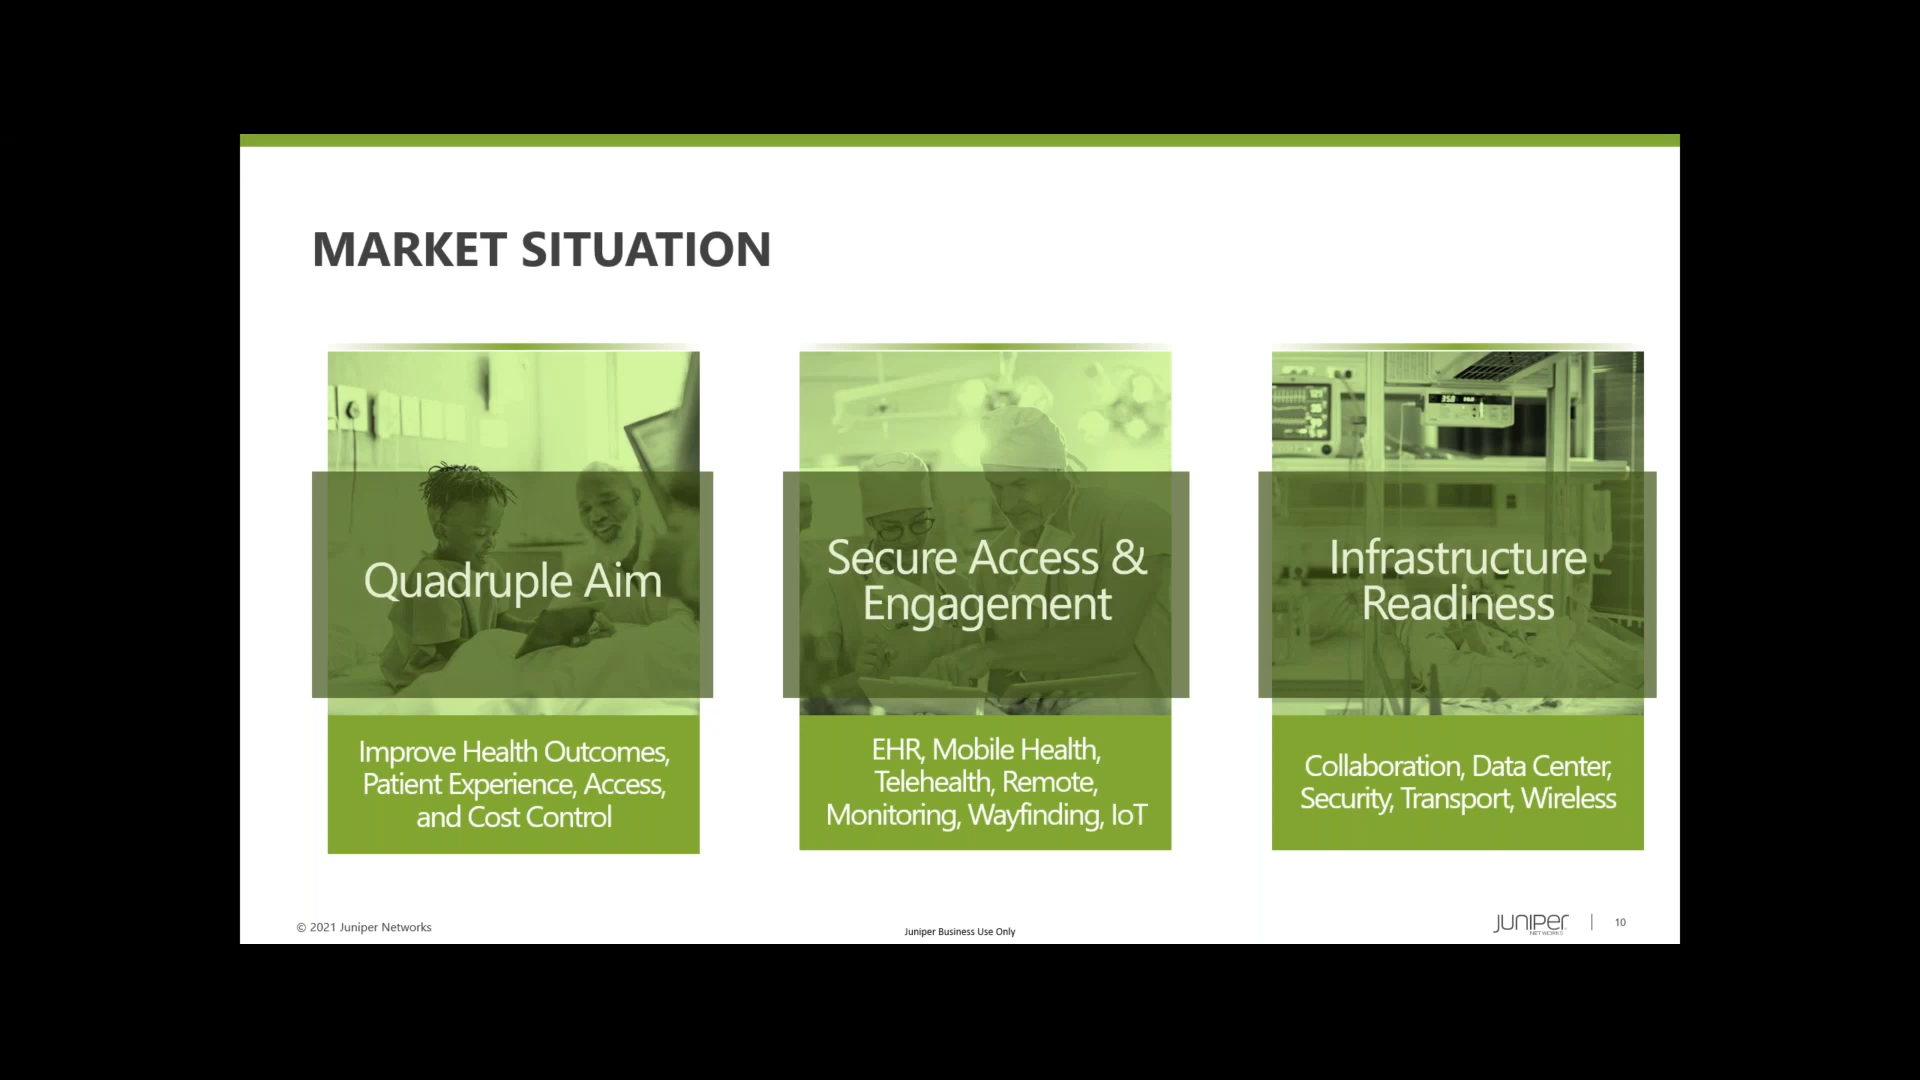 MARKET SITUATION
Quadruple Aim
Improve Health Outcomes,
Patient Experience, Access,
and Cost Control
Secure Access &
Engagement
EHR, Mobile Health,
Telehealth, Remote,
Monitoring, Wayfinding, IoT
Infrastructure
Readiness
Collaboration, Data Center,
Security, Transport, Wireless
© 2021 Juniper Networks
Juniper Business Use Only
JUNIPER
NETWORKS
10